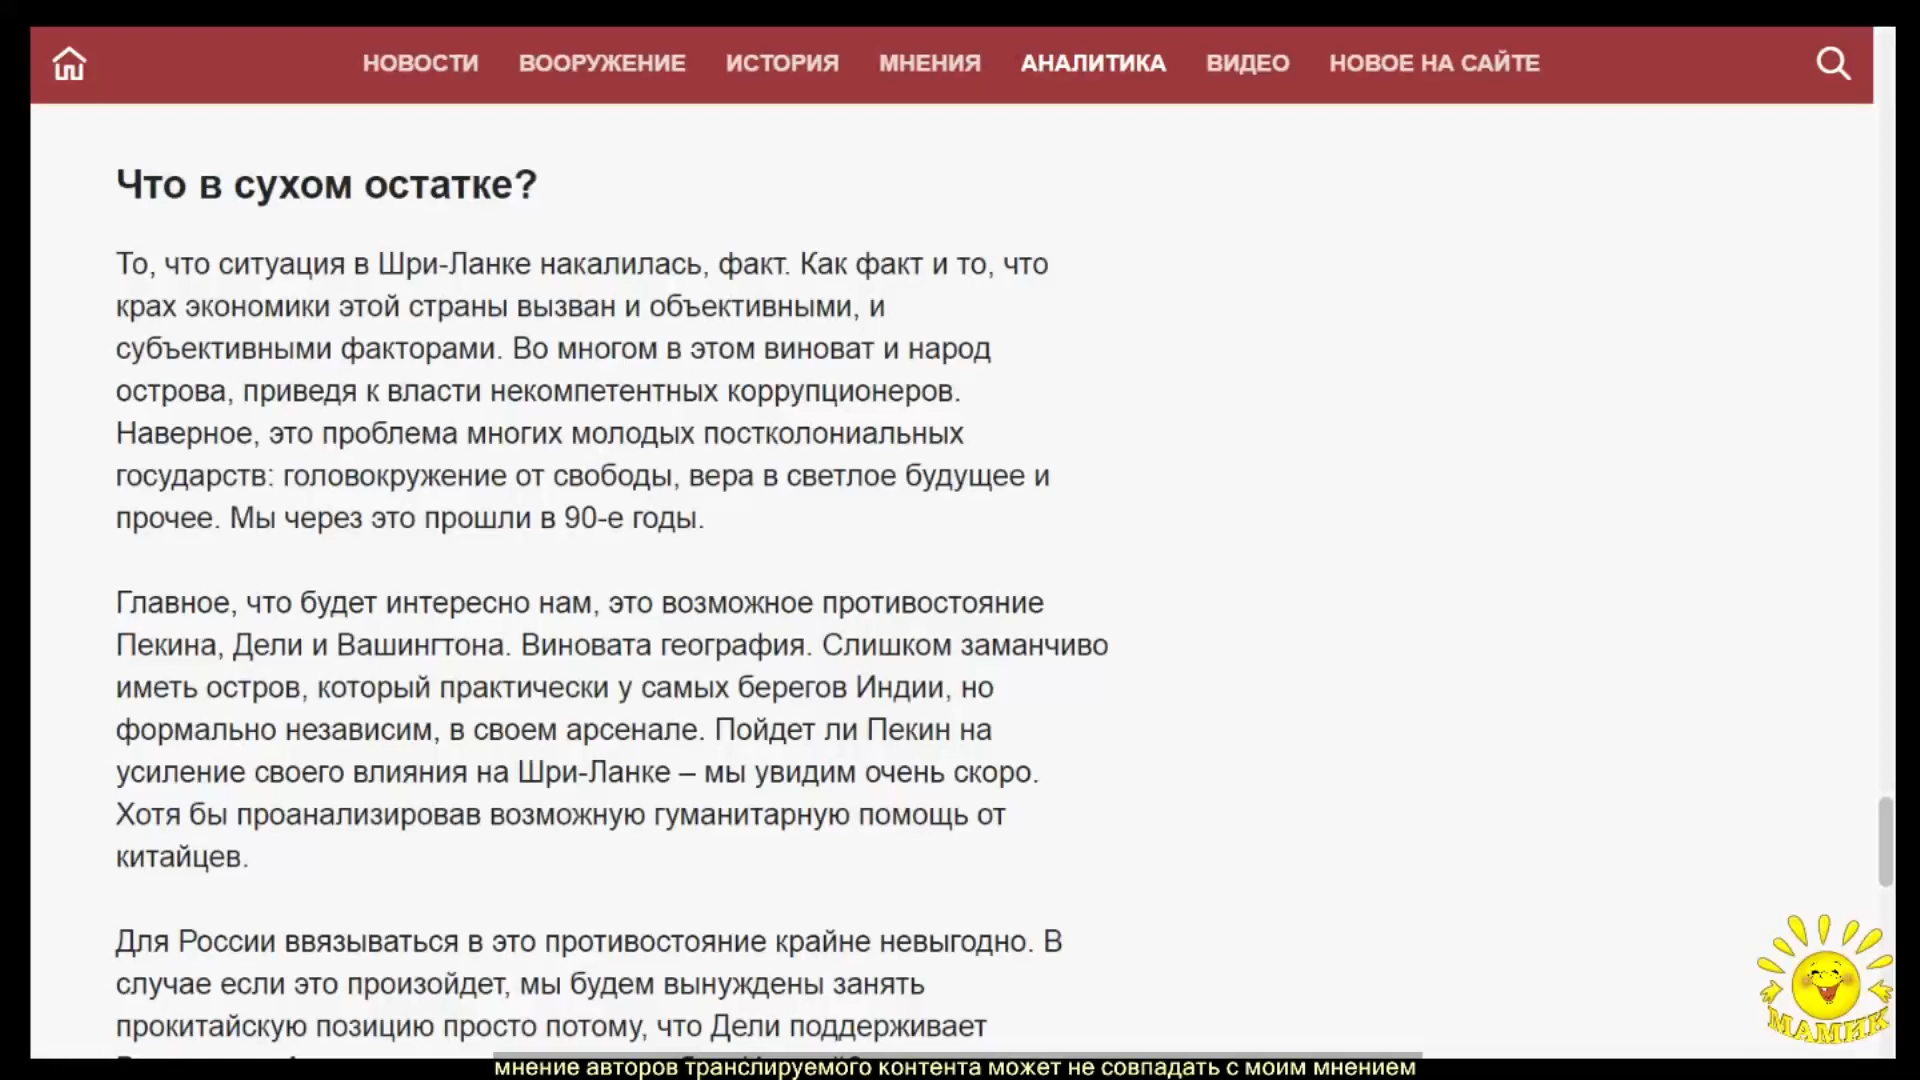 НОВОСТИ ВООРУЖЕНИЕ ИСТОРИЯ МНЕНИЯ АНАЛИТИКА ВИДЕО НОВОЕ НА САЙТЕ
Что в сухом остатке?
То, что ситуация в Шри-Ланке накалилась, факт. Как факт и то, что
крах экономики этой страны вызван и объективными, и
субъективными факторами. Во многом в этом виноват и народ
острова, приведя к власти некомпетентных коррупционеров.
Наверное, это проблема многих молодых постколониальных
государств: головокружение от свободы, вера в светлое будущее и
прочее. Мы через это прошли в 90-е годы.
Главное, что будет интересно нам, это возможное противостояние
Пекина, Дели и Вашингтона. Виновата география. Слишком заманчиво
иметь остров, который практически у самых берегов Индии, но
формально независим, в своем арсенале. Пойдет ли Пекин на
усиление своего влияния на Шри-Ланке – мы увидим очень скоро.
Хотя бы проанализировав возможную гуманитарную помощь от
китайцев.
Для России ввязываться в это противостояние крайне невыгодно. В
случае если это произойдет, мы будем вынуждены занять
прокитайскую позицию просто потому, что Дели поддерживает
МАМИК
мнение авторов транслируемого контента может не совпадать с моим мнением